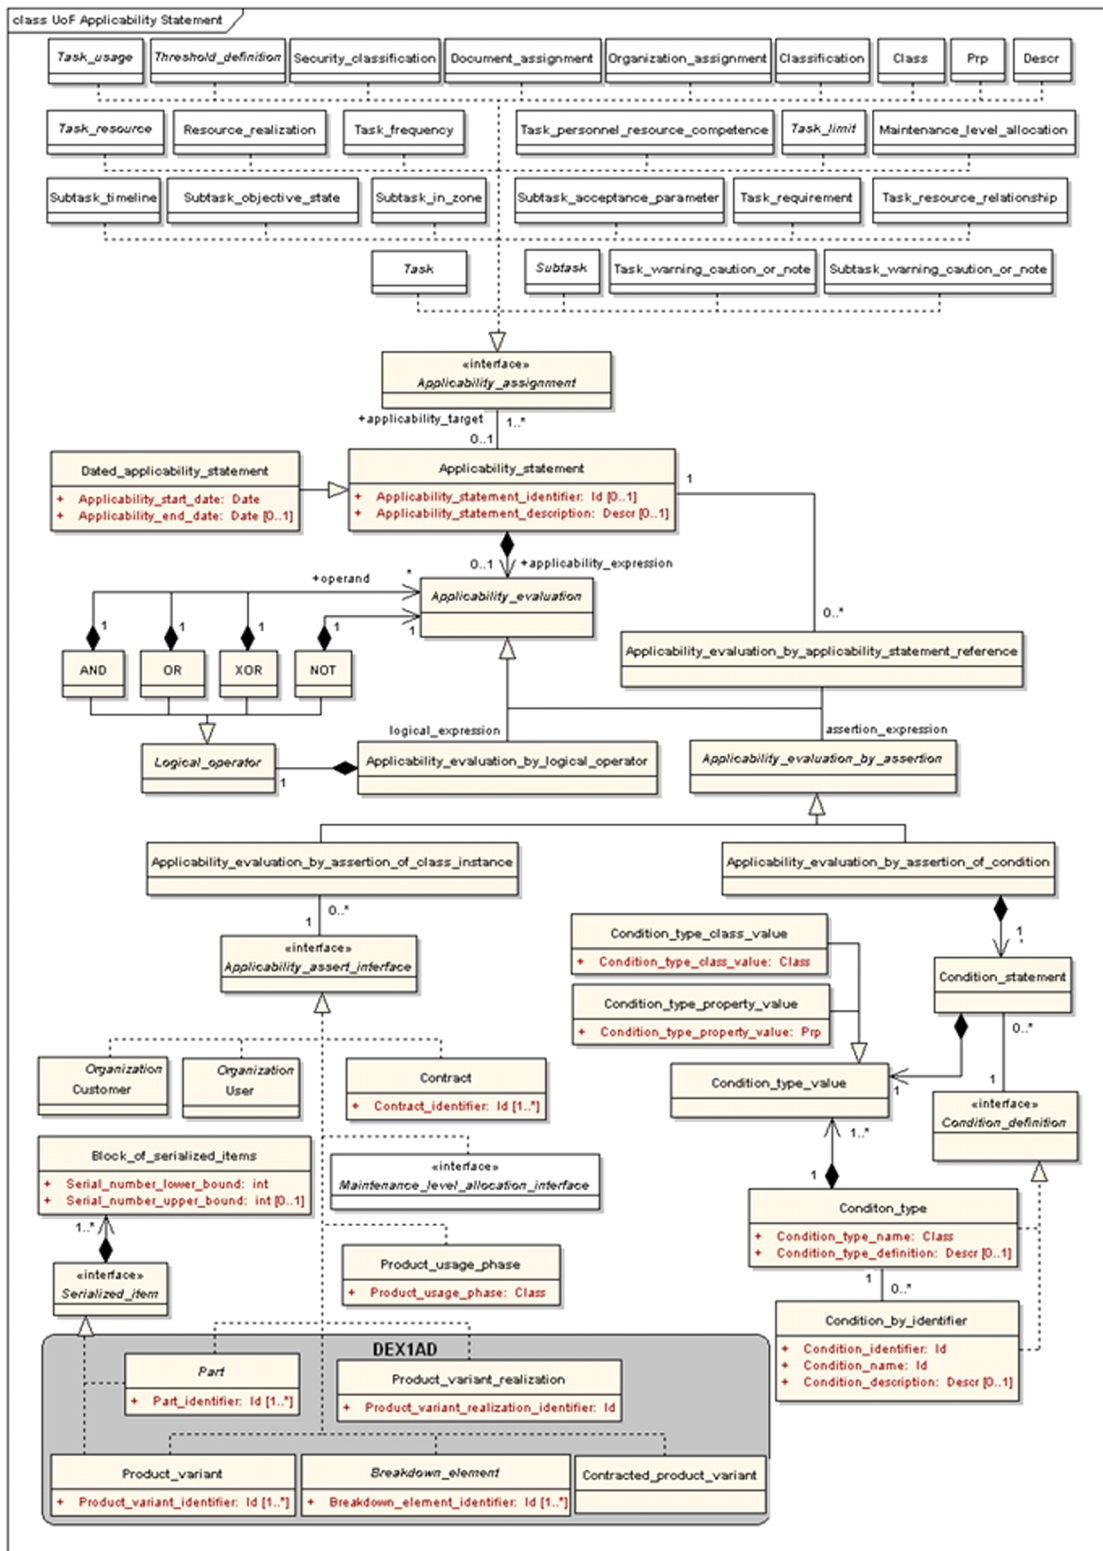 class UoF Applicability Statement
Task_usage
Threshold_definition
Security_classification
Document_assignment
Organization_assignment
Classification
Class
Prp
Descr
Task_resource
Resource_realization
Task_frequency
Task_personnel_resource_competence
Task_limit
Maintenance_level_allocation
Subtask_timeline
Subtask_objective_state
Subtask_in_zone
Subtask_acceptance_parameter
Task_requirement
Task_resource_relationship
Task
Subtask
Task_warning_caution_or_note
Subtask_warning_caution_or_note
«interface»
Applicability_assignment
+applicability_target
1..*
0..1
Dated_applicability_statement
+ Applicability_start_date: Date
+ Applicability_end_date: Date [0..1]
Applicability_statement
+ Applicability_statement_identifier: Id [0..1]
+ Applicability_statement_description: Descr [0..1]
1
0..1
+applicability_expression
+operand
*
Applicability_evaluation
1
1
1
1
1
0..*
AND
OR
XOR
NOT
Applicability_evaluation_by_applicability_statement_reference
logical_expression
assertion_expression
Logical_operator
1
Applicability_evaluation_by_logical_operator
Applicability_evaluation_by_assertion
Applicability_evaluation_by_assertion_of_class_instance
Applicability_evaluation_by_assertion_of_condition
0..*
1
1
«interface»
Applicability_assert_interface
Condition_type_class_value
+ Condition_type_class_value: Class
Condition_statement
Condition_type_property_value
+ Condition_type_property_value: Prp
0..*
Organization
Customer
Organization
User
Contract
+ Contract_identifier: Id [1..*]
Condition_type_value
1
1
«interface»
Condition_definition
Block_of_serialized_items
+ Serial_number_lower_bound: int
+ Serial_number_upper_bound: int [0..1]
1..*
«interface»
Maintenance_level_allocation_interface
1..*
1
Conditon_type
+ Condition_type_name: Class
+ Condition_type_definition: Descr [0..1]
«interface»
Serialized_item
Product_usage_phase
+ Product_usage_phase: Class
1
0..*
Condition_by_identifier
+ Condition_identifier: Id
+ Condition_name: Id
+ Condition_description: Descr [0..1]
DEX1AD
Part
+ Part_identifier: Id [1..*]
Product_variant_realization
+ Product_variant_realization_identifier: Id
Product_variant
+ Product_variant_identifier: Id [1..*]
Breakdown_element
+ Breakdown_element_identifier: Id [1..*]
Contracted_product_variant